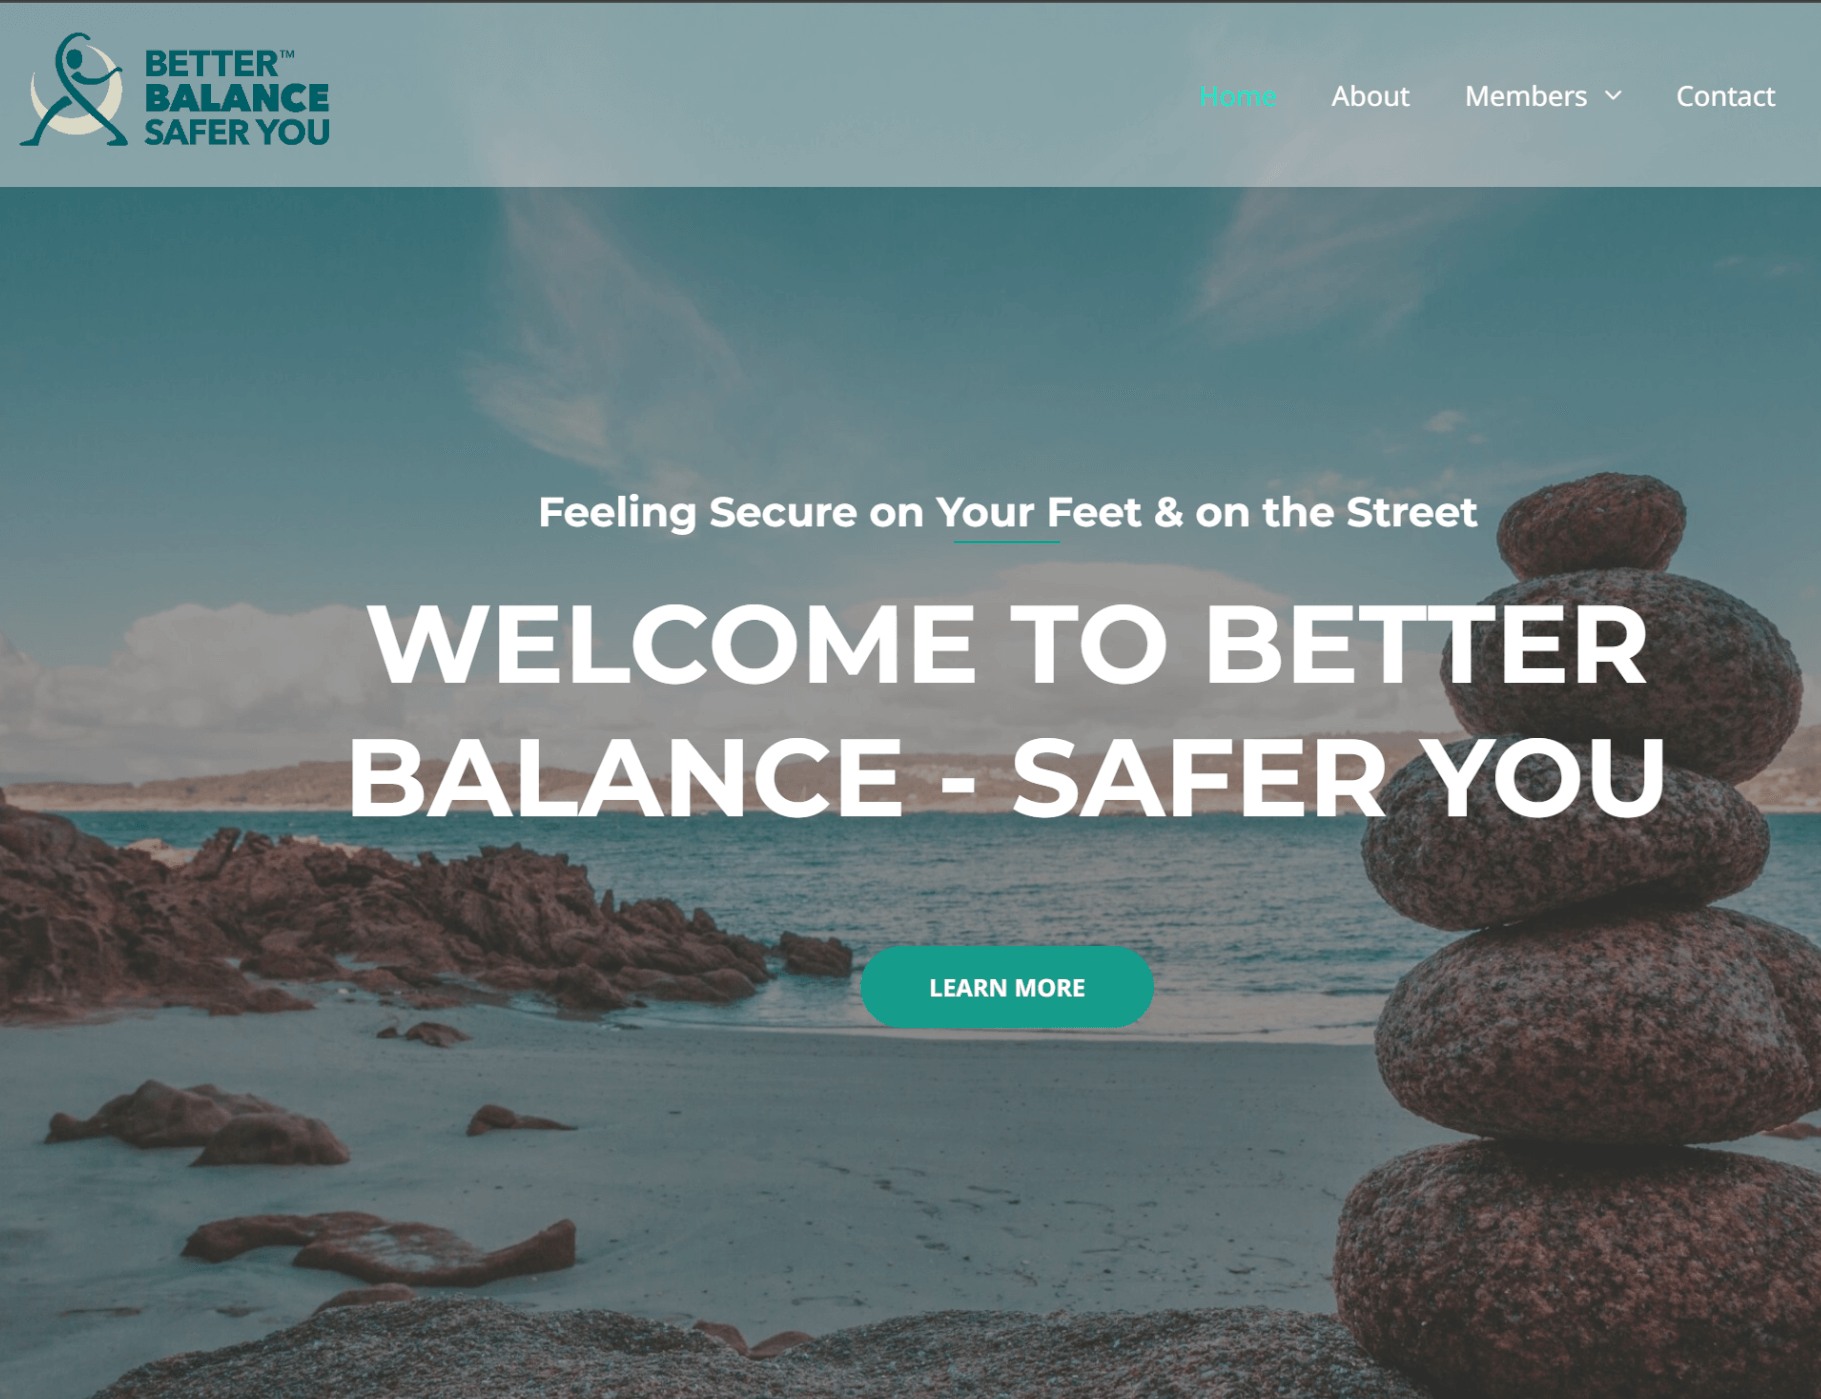 BETTER™
BALANCE
SAFER YOU
Home About Members Contact
Feeling Secure on Your Feet & on the Street
WELCOME TO BETTER
BALANCE - SAFER YOU
LEARN MORE